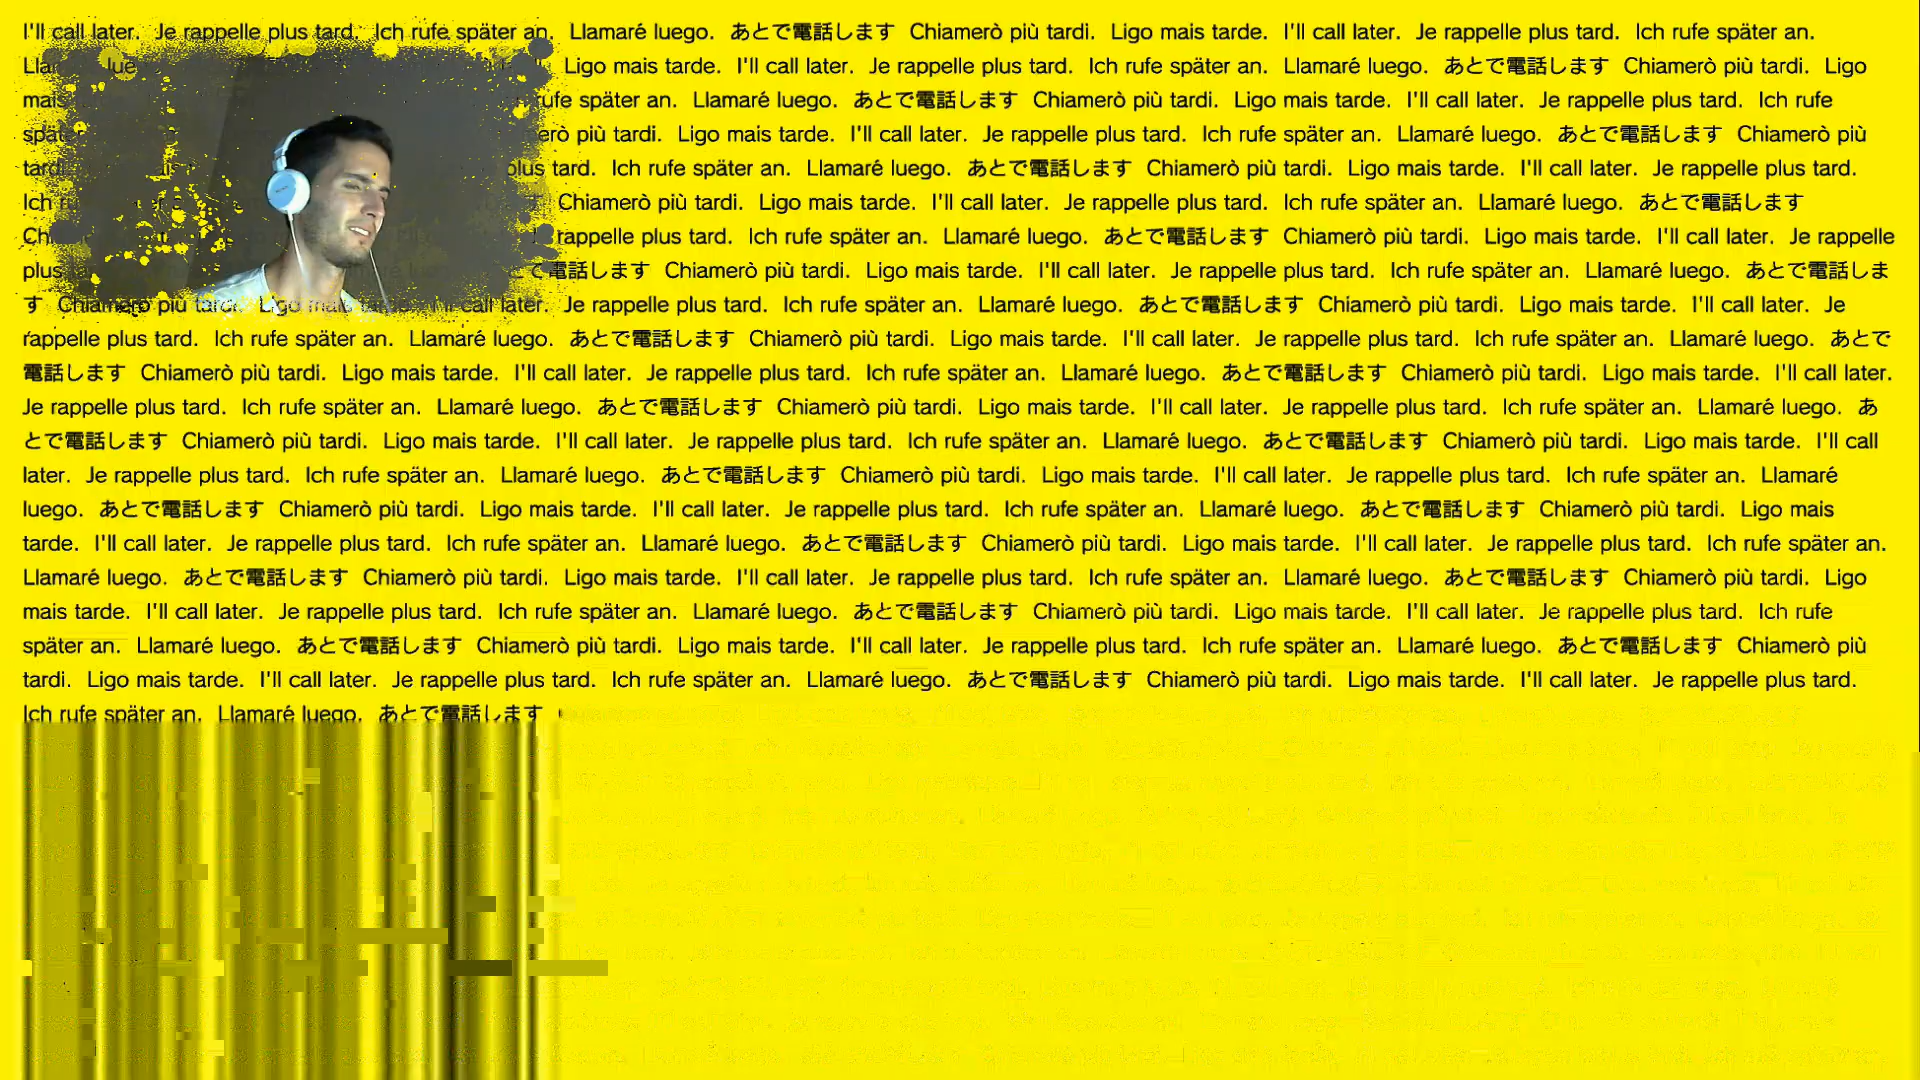 I'll call later. Je rappelle plus tard. Ich rufe später an. Llamaré luego. あとで電話します Chiamerò più tardi. Ligo mais tarde. I'll call later. Je rappelle plus tard. Ich rufe später an.
Ligo mais tarde. I'll call later. Je rappelle plus tard. Ich rufe später an. Llamaré luego. あとで電話します Chiamerò più tardi. Ligo
mais später an. Llamaré luego. あとで電話します Chiamerò più tardi. Ligo mais tarde. I'll call later. Je rappelle plus tard. Ich rufe
più tardi. Ligo mais tarde. I'll call later. Je rappelle plus tard. Ich rufe später an. Llamaré luego. あとで電話します Chiamerò più
tard. Ich rufe später an. Llamaré luego. あとで電話します Chiamerò più tardi. Ligo mais tarde. I'll call later. Je rappelle plus tard.
Ich Chiamerò più tardi. Ligo mais tarde. I'll call later. Je rappelle plus tard. Ich rufe später an. Llamaré luego. あとで電話します
rappelle plus tard. Ich rufe später an. Llamaré luego. あとで電話します Chiamerò più tardi. Ligo mais tarde. I'll call later. Je rappelle
plus 電話します Chiamerò più tardi. Ligo mais tarde. I'll call later. Je rappelle plus tard. Ich rufe später an. Llamaré luego. あとで電話しま
す Chiamerò più tardi. Ligo mais tarde. I'll call later. Je rappelle plus tard. Ich rufe später an. Llamaré luego. あとで電話します Chiamerò più tardi. Ligo mais tarde. I'll call later. Je
rappelle plus tard. Ich rufe später an. Llamaré luego. あとで電話します Chiamerò più tardi. Ligo mais tarde. I'll call later. Je rappelle plus tard. Ich rufe später an. Llamaré luego. あとで
電話します Chiamerò più tardi. Ligo mais tarde. I'll call later. Je rappelle plus tard. Ich rufe später an. Llamaré luego. あとで電話します Chiamerò più tardi. Ligo mais tarde. I'll call later.
Je rappelle plus tard. Ich rufe später an. Llamaré luego. あとで電話します Chiamerò più tardi. Ligo mais tarde. I'll call later. Je rappelle plus tard. Ich rufe später an. Llamaré luego. あ
とで電話します Chiamerò più tardi. Ligo mais tarde. I'll call later. Je rappelle plus tard. Ich rufe später an. Llamaré luego. あとで電話します Chiamerò più tardi. Ligo mais tarde. I'll call
later. Je rappelle plus tard. Ich rufe später an. Llamaré luego. あとで電話します Chiamerò più tardi. Ligo mais tarde. I'll call later. Je rappelle plus tard. Ich rufe später an. Llamaré
luego. あとで電話します Chiamerò più tardi. Ligo mais tarde. I'll call later. Je rappelle plus tard. Ich rufe später an. Llamaré luego. あとで電話します Chiamerò più tardi. Ligo mais
tarde. I'll call later. Je rappelle plus tard. Ich rufe später an. Llamaré luego. あとで電話します Chiamerò più tardi. Ligo mais tarde. I'll call later. Je rappelle plus tard. Ich rufe später an.
Llamaré luego. あとで電話します Chiamerò più tardi. Ligo mais tarde. I'll call later. Je rappelle plus tard. Ich rufe später an. Llamaré luego. あとで電話します Chiamerò più tardi. Ligo
mais tarde. I'll call later. Je rappelle plus tard. Ich rufe später an. Llamaré luego. あとで電話します Chiamerò più tardi. Ligo mais tarde. I'll call later. Je rappelle plus tard. Ich rufe
später an. Llamaré luego. あとで電話します Chiamerò più tardi. Ligo mais tarde. I'll call later. Je rappelle plus tard. Ich rufe später an. Llamaré luego. あとで電話します Chiamerò più
tardi. Ligo mais tarde. I'll call later. Je rappelle plus tard. Ich rufe später an. Llamaré luego. あとで電話します Chiamerò più tardi. Ligo mais tarde. I'll call later. Je rappelle plus tard.
Ich rufe später an. Llamaré luego. あとで電話します